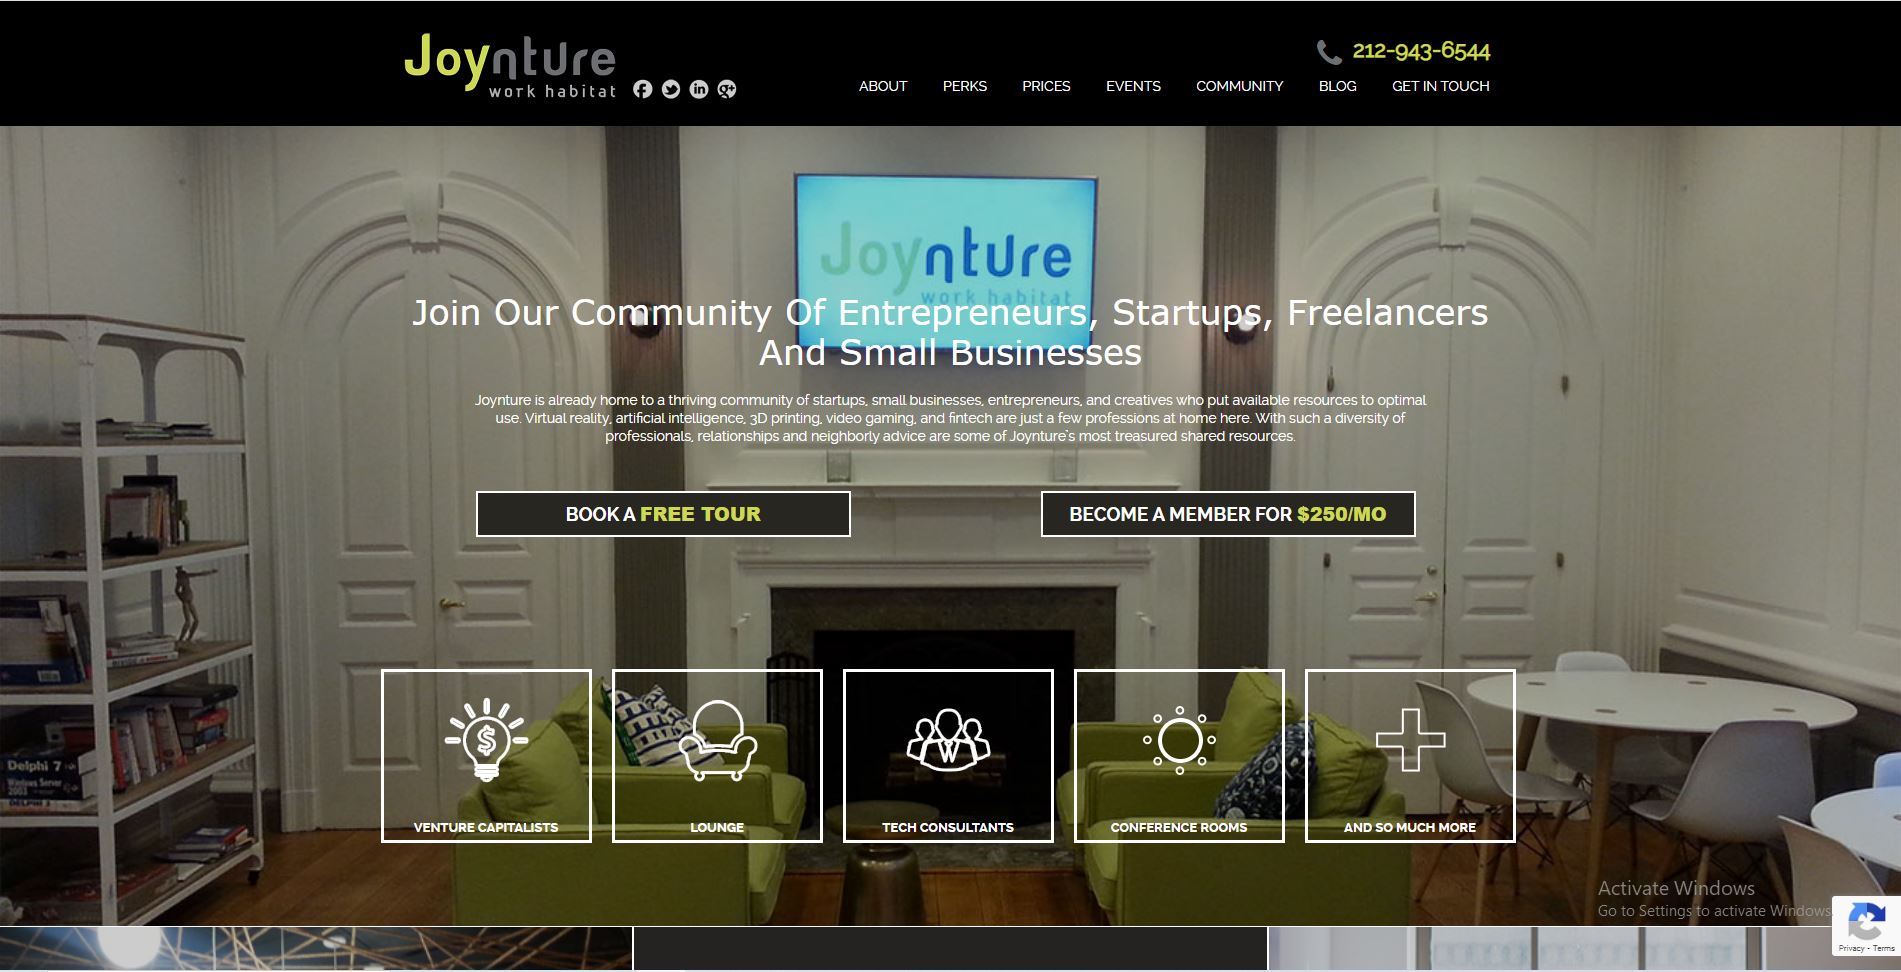 Joynture
work habitat
212-943-6544
ABOUT PERKS PRICES EVENTS COMMUNITY BLOG GET IN TOUCH
Joynture
work habitat
Join Our Community Of Entrepreneurs, Startups, Freelancers
And Small Businesses
Joynture is already home to a thriving community of startups, small businesses, entrepreneurs, and creatives who put available resources to optimal
use. Virtual reality, artificial intelligence, 3D printing, video gaming, and fintech are just a few professions at home here. With such a diversity of
professionals, relationships and neighborly advice are some of Joynture`s most treasured shared resources.
BOOK A FREE TOUR
BECOME A MEMBER FOR $250/MO
Delphi 7
Windows Server
2003
DELPHI 3
VENTURE CAPITALISTS
LOUNGE
TECH CONSULTANTS
CONFERENCE ROOMS
AND SO MUCH MORE
Activate Windows
Go to Settings to activate Windows
Privacy - Terms